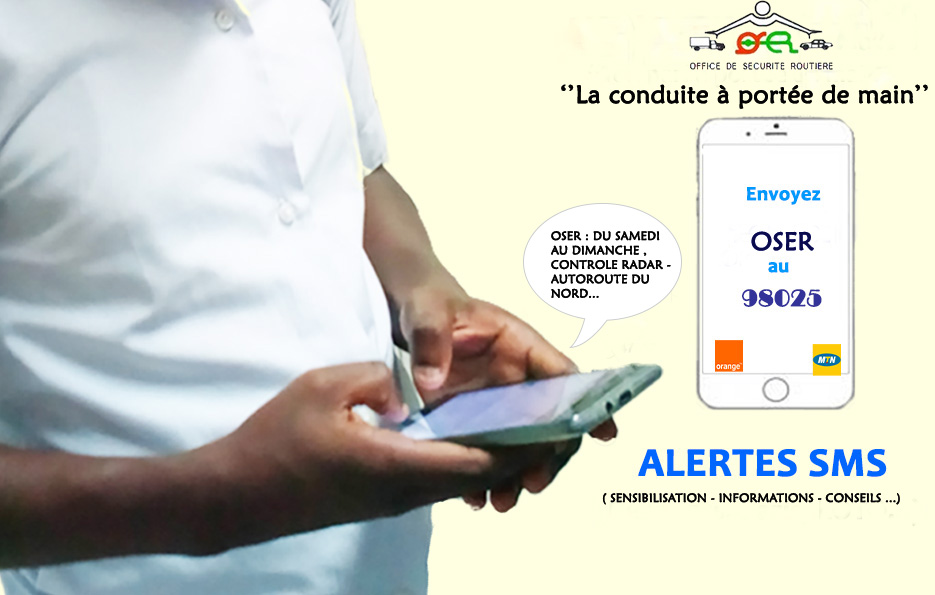 OSER
OFFICE DE SECURITE ROUTIERE
‘’La conduite à portée de main’’
Envoyez
OSER
au
98025
orange
MTN
OSER : DU SAMEDI
AU DIMANCHE ,
CONTROLE RADAR -
AUTOROUTE DU
NORD...
ALERTES SMS
( SENSIBILISATION - INFORMATIONS - CONSEILS ...)